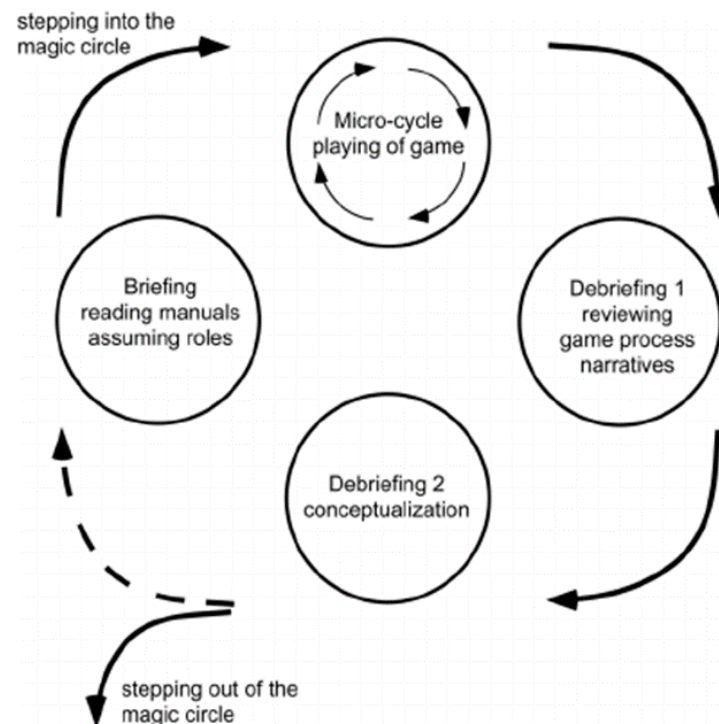 stepping into the
magic circle
Micro-cycle
playing of game
Briefing
reading manuals
assuming roles
Debriefing 1
reviewing
game process
narratives
Debriefing 2
conceptualization
stepping out of the
magic circle